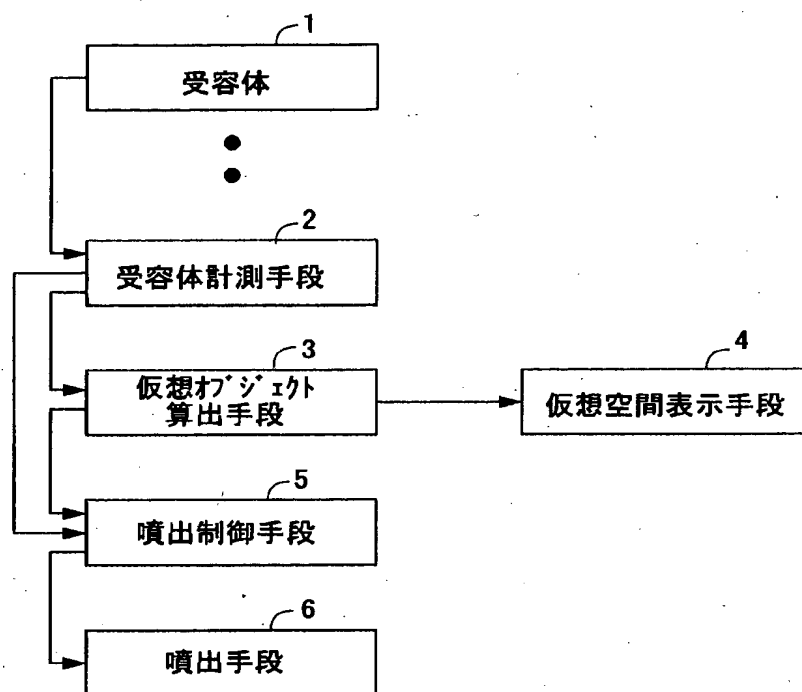 1
受容体
2
受容体計測手段
3
仮想ｵﾌﾞｼﾞｪｸﾄ
算出手段
4
仮想空間表示手段
5
噴出制御手段
6
噴出手段